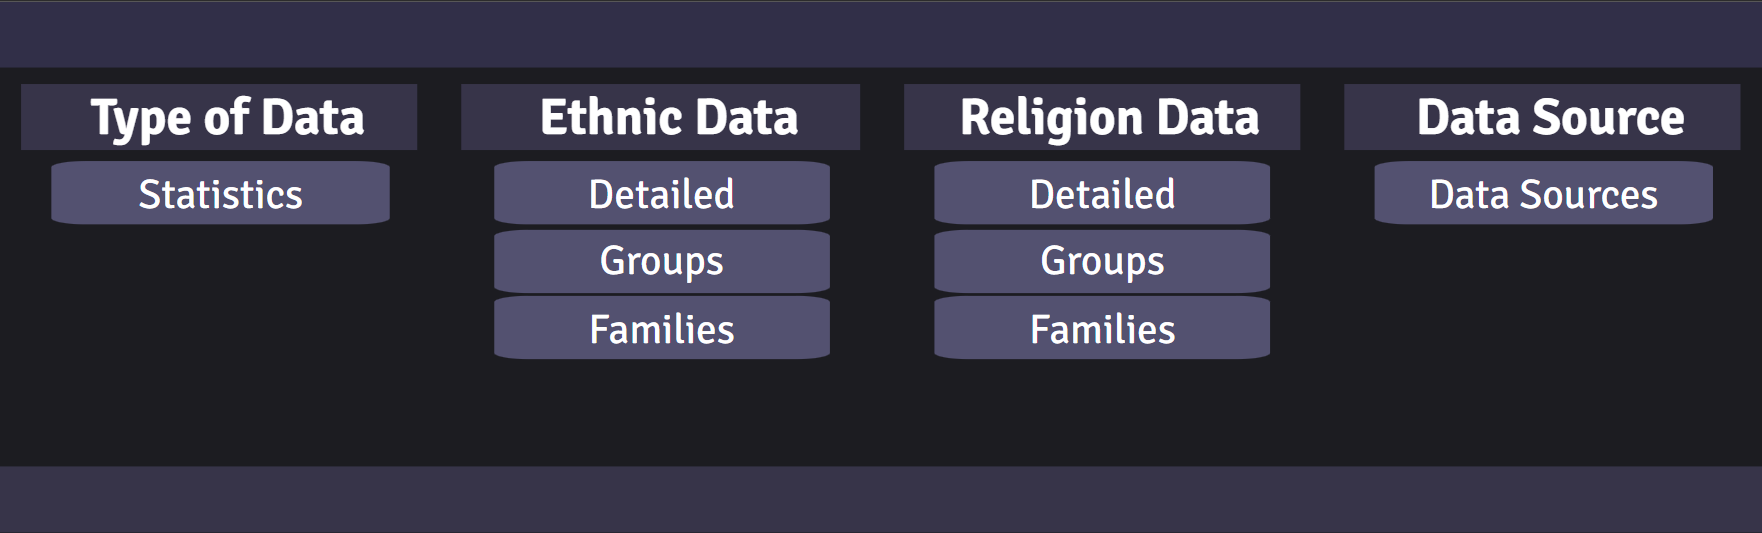 Type of Data
Statistics
Ethnic Data
Detailed
Groups
Families
Religion Data
Detailed
Groups
Families
Data Source
Data Sources